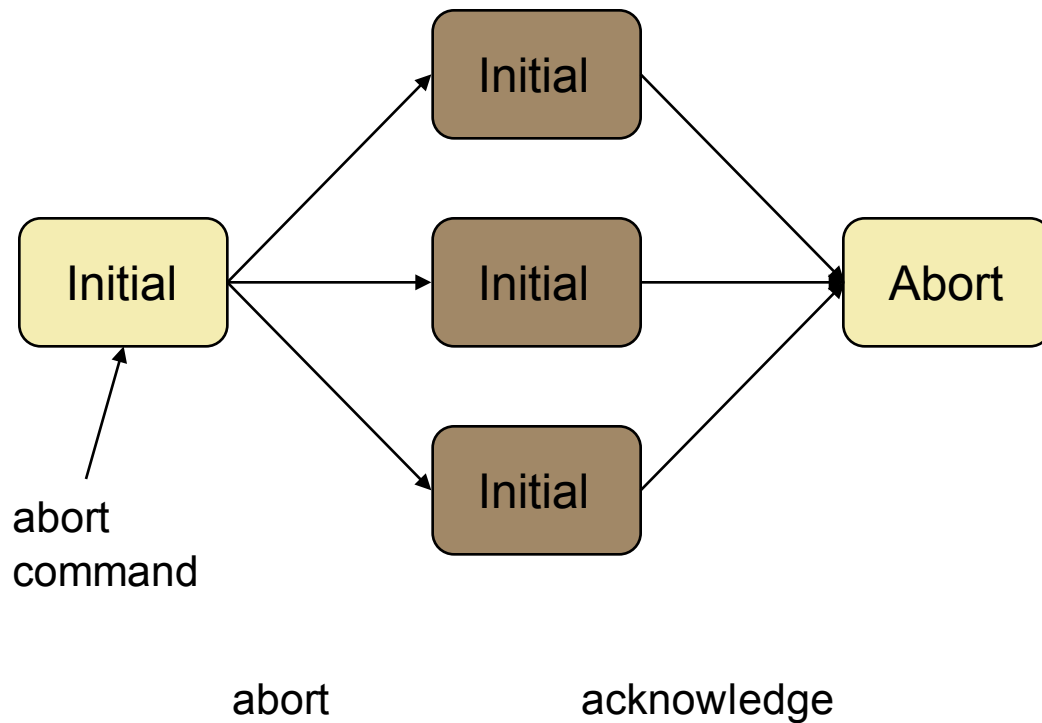 Initial
Initial
Initial
Abort
Initial
abort
command
abort
acknowledge